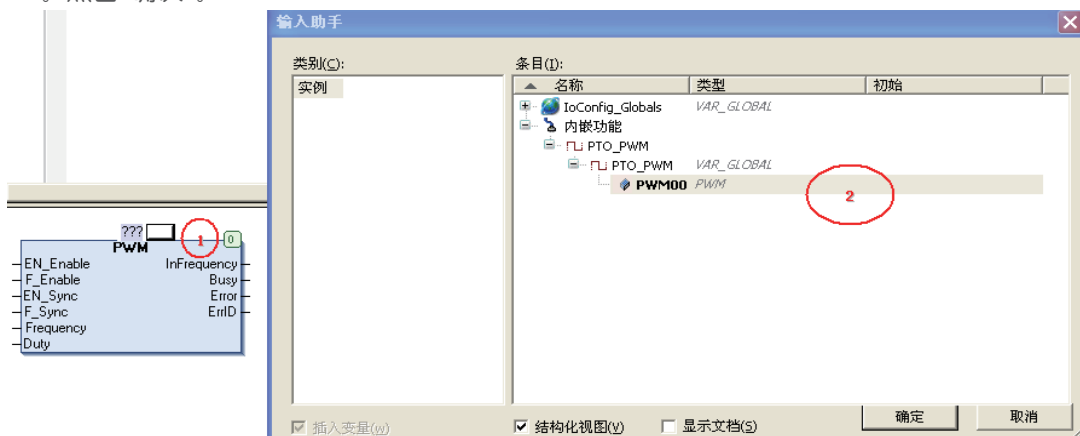 输入助手
类别(C):
实例
条目(I):
名称 类型 初始
IoConfig_Globals VAR_GLOBAL
内嵌功能
PTO_PWM
PTO_PWM VAR_GLOBAL
PWM00 PWM
2
??? 
1
0
PWM
EN_Enable InFrequency
F_Enable Busy
EN_Sync Error
F_Sync ErrID
Frequency
Duty
插入变量(W)
结构化视图(V)
显示文档(S)
确定
取消